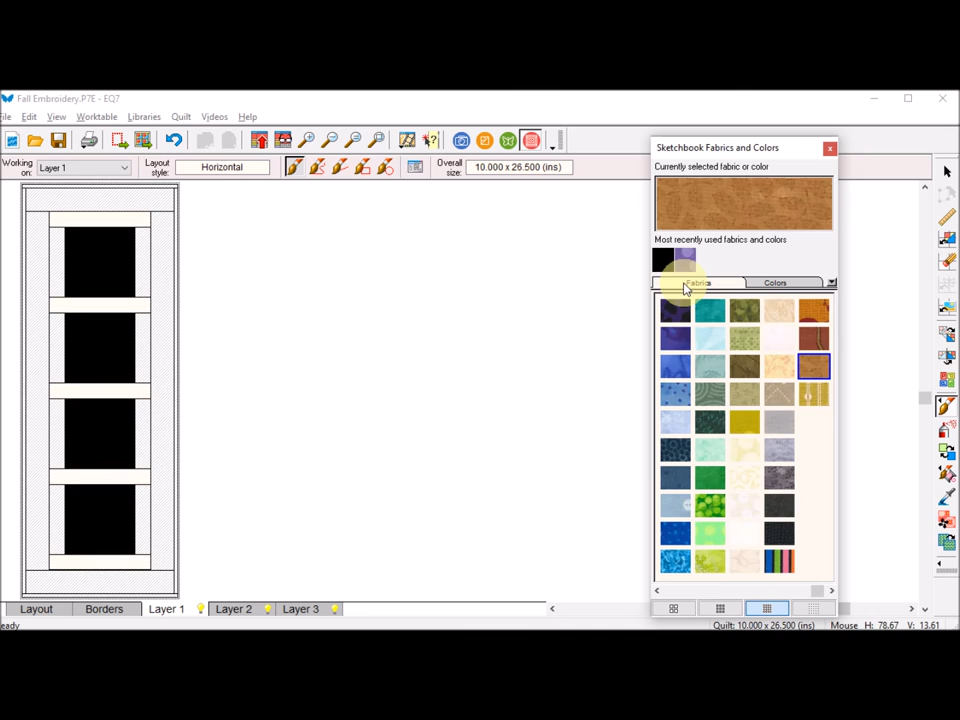 Fall Embroidery.P7E - EQ7
ile Edit View Worktable Libraries Quilt Videos Help
Working on: Layer 1 Layout style: Horizontal Overall size: 10.000 x 26.500 (ins)
Sketchbook Fabrics and Colors
Currently selected fabric or color
Most recently used fabrics and colors
Fabrics Colors
Layout Borders Layer 1 Layer 2 Layer 3
eady Quilt: 10.000 x 26.500 (ins) Mouse H: 78.67 V: 13.61